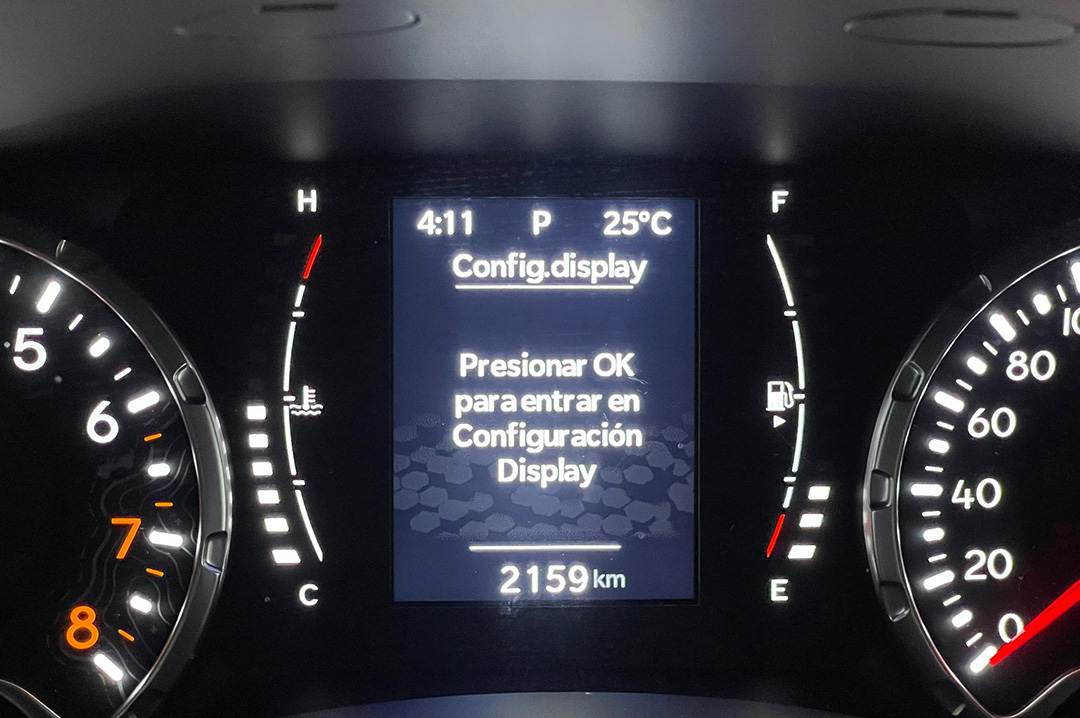 H
F
4:11 P 25°C
Config.display
Presionar OK
para entrar en
Configuración
Display
2159 km
C
E
5
6
7
8
80
60
40
20
0